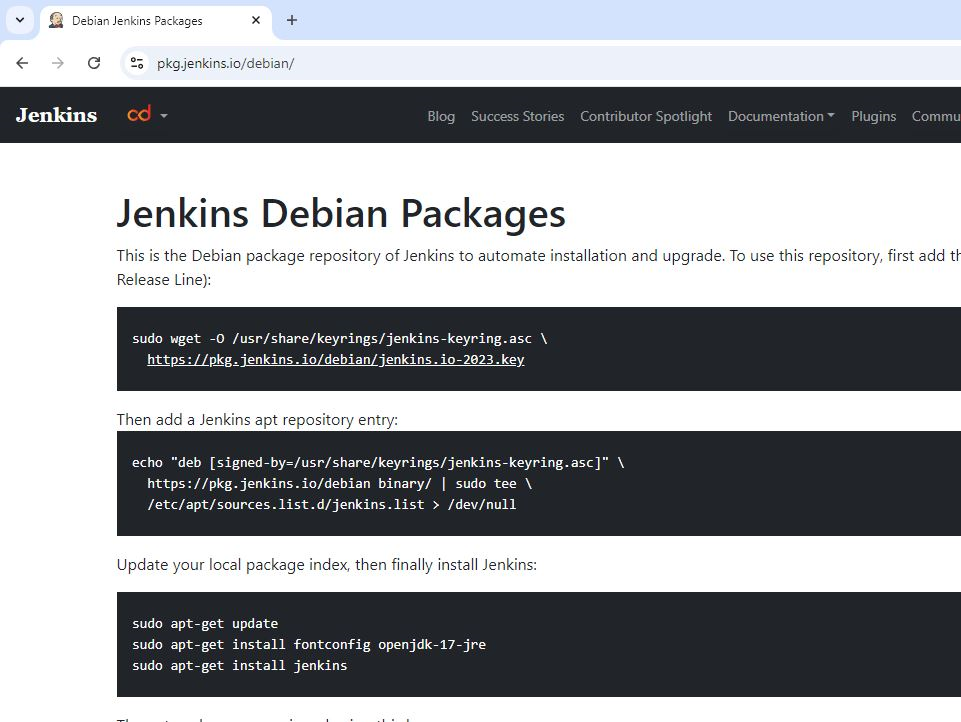 Debian Jenkins Packages
pkg.jenkins.io/debian/
Jenkins cd Blog Success Stories Contributor Spotlight Documentation Plugins Commu
Jenkins Debian Packages
This is the Debian package repository of Jenkins to automate installation and upgrade. To use this repository, first add th
Release Line):
sudo wget -O /usr/share/keyrings/jenkins-keyring.asc \
https://pkg.jenkins.io/debian/jenkins.io-2023.key
Then add a Jenkins apt repository entry:
echo "deb [signed-by=/usr/share/keyrings/jenkins-keyring.asc]" \
https://pkg.jenkins.io/debian binary/ | sudo tee \
/etc/apt/sources.list.d/jenkins.list > /dev/null
Update your local package index, then finally install Jenkins:
sudo apt-get update
sudo apt-get install fontconfig openjdk-17-jre
sudo apt-get install jenkins